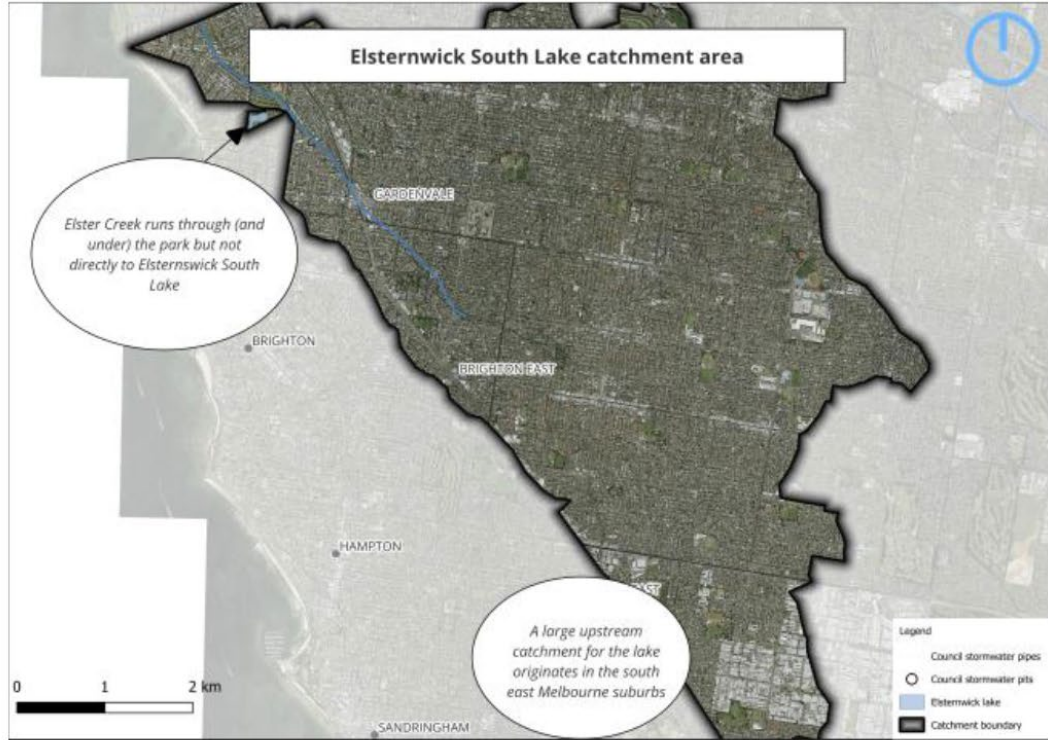 Elsternwick South Lake catchment area
Elster Creek runs through (and
under) the park but not
directly to Elsternswick South
Lake
GARDENVALE
BRIGHTON
BRIGHTON EAST
HAMPTON
A large upstream
catchment for the lake
originates in the south
east Melbourne suburbs
SANDRINGHAM
0 1 2 km
Legend
Council stormwater pipes
Council stormwater pits
Elsternwick lake
Catchment boundary